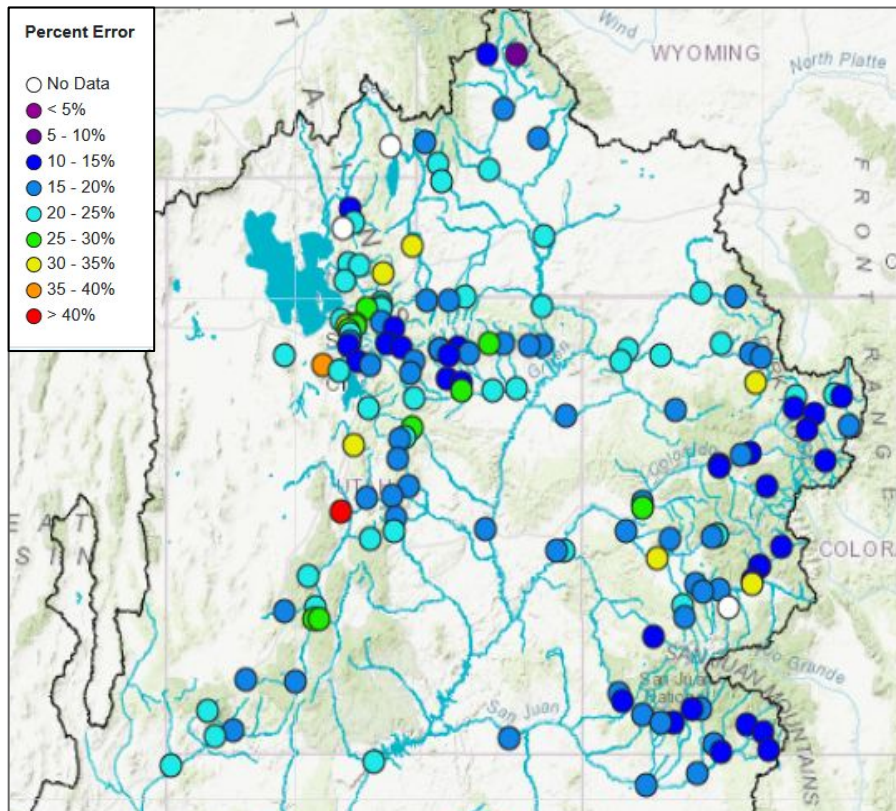 Percent Error
No Data
< 5%
5 - 10%
10 - 15%
15 - 20%
20 - 25%
25 - 30%
30 - 35%
35 - 40%
> 40%
Wind
WYOMING
North Platte
FRONT RANGE
Green
Colorado
UTAH
COLORA
San Juan
SAN JUAN MOUNTAINS
San Juan
National
Rio Grande